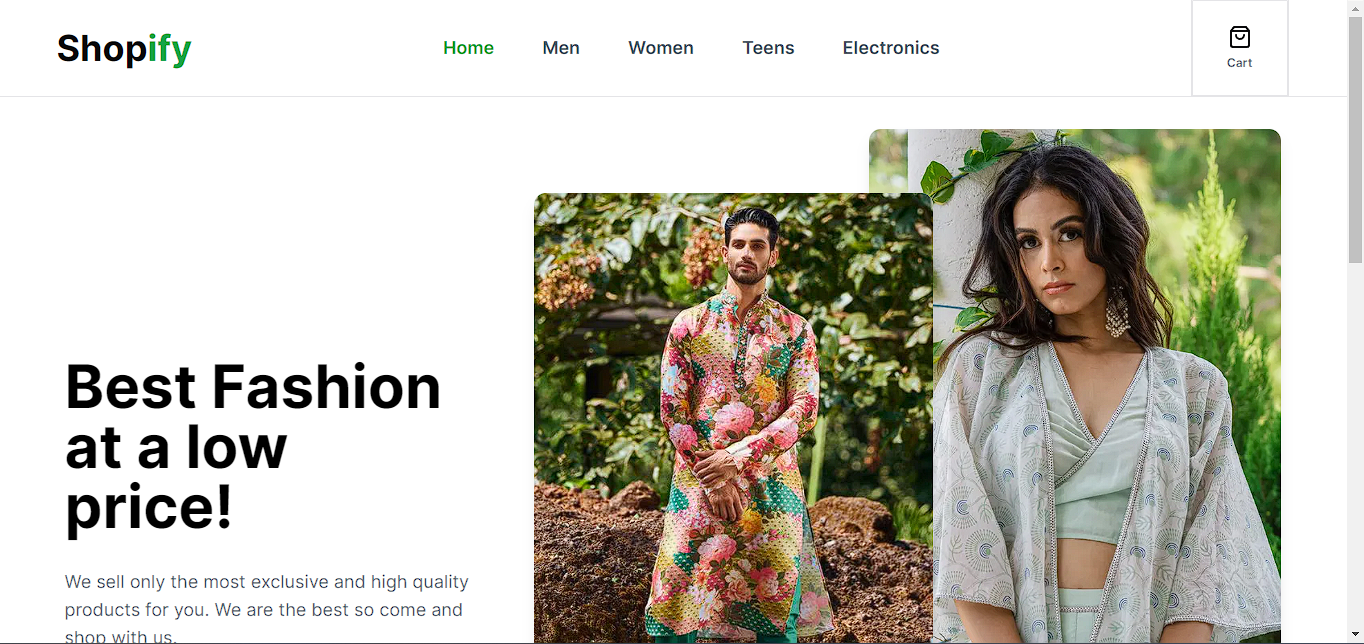 Shopify
Home
Men
Women
Teens
Electronics
Cart
Best Fashion
at a low
price!
We sell only the most exclusive and high quality
products for you. We are the best so come and
shop with us.